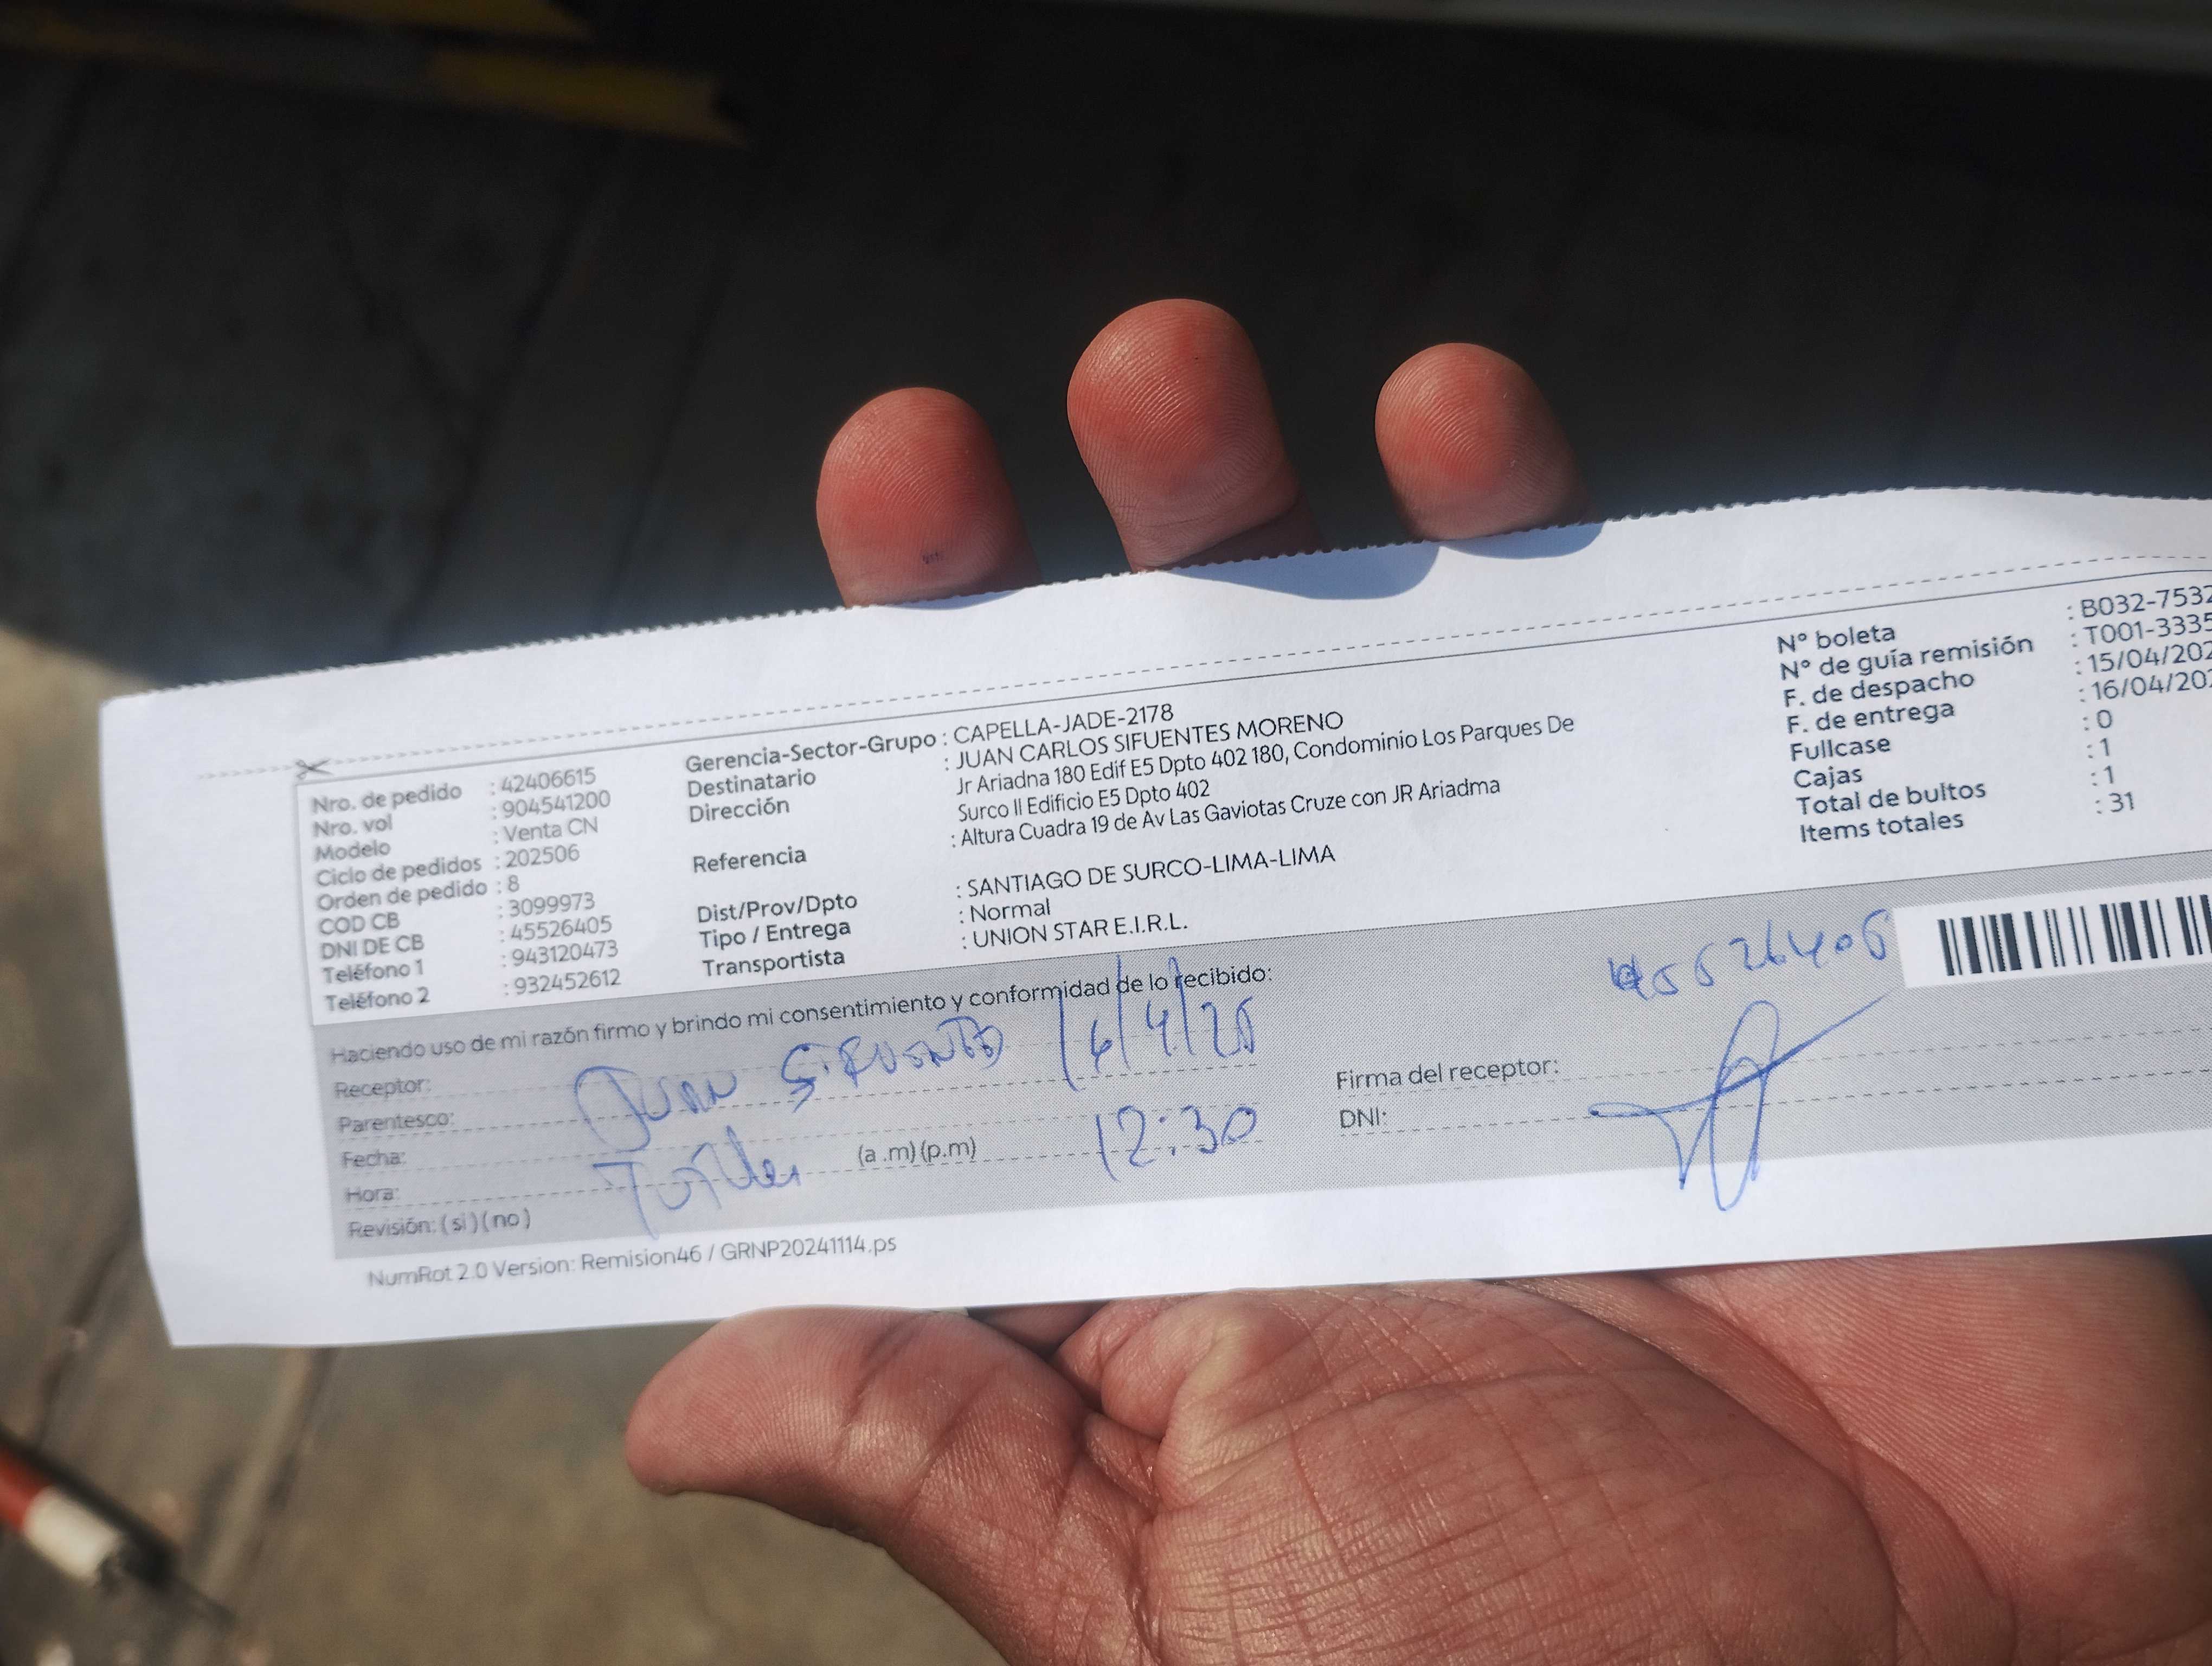 Nro. de pedido : 42406615
Nro. vol : 904541200
Modelo : Venta CN
Ciclo de pedidos : 202506
Orden de pedido : 8
COD CB : 3099973
DNI DE CB : 45526405
Teléfono 1 : 943120473
Teléfono 2 : 932452612
Gerencia-Sector-Grupo : CAPELLA-JADE-2178
Destinatario : JUAN CARLOS SIFUENTES MORENO
Dirección Jr Ariadna 180 Edif E5 Dpto 402 180, Condominio Los Parques De
Surco II Edificio E5 Dpto 402
Referencia : Altura Cuadra 19 de Av Las Gaviotas Cruze con JR Ariadma
Dist/Prov/Dpto : SANTIAGO DE SURCO-LIMA-LIMA
Tipo / Entrega : Normal
Transportista : UNION STAR E.I.R.L.
N° boleta : B032-7532
N° de guía remisión : T001-3335
F. de despacho : 15/04/202
F. de entrega : 16/04/202
Fullcase : 0
Cajas : 1
Total de bultos : 1
Items totales : 31
Haciendo uso de mi razón firmo y brindo mi consentimiento y conformidad de lo recibido:
Receptor: Juan Sifuentes 16/4/25
Parentesco:
Fecha:
Hora: Titular (a.m)(p.m) 12:30
Revisión: (si)(no)
45526405
Firma del receptor:
DNI:
NumRot 2.0 Version: Remision46 / GRNP20241114.ps